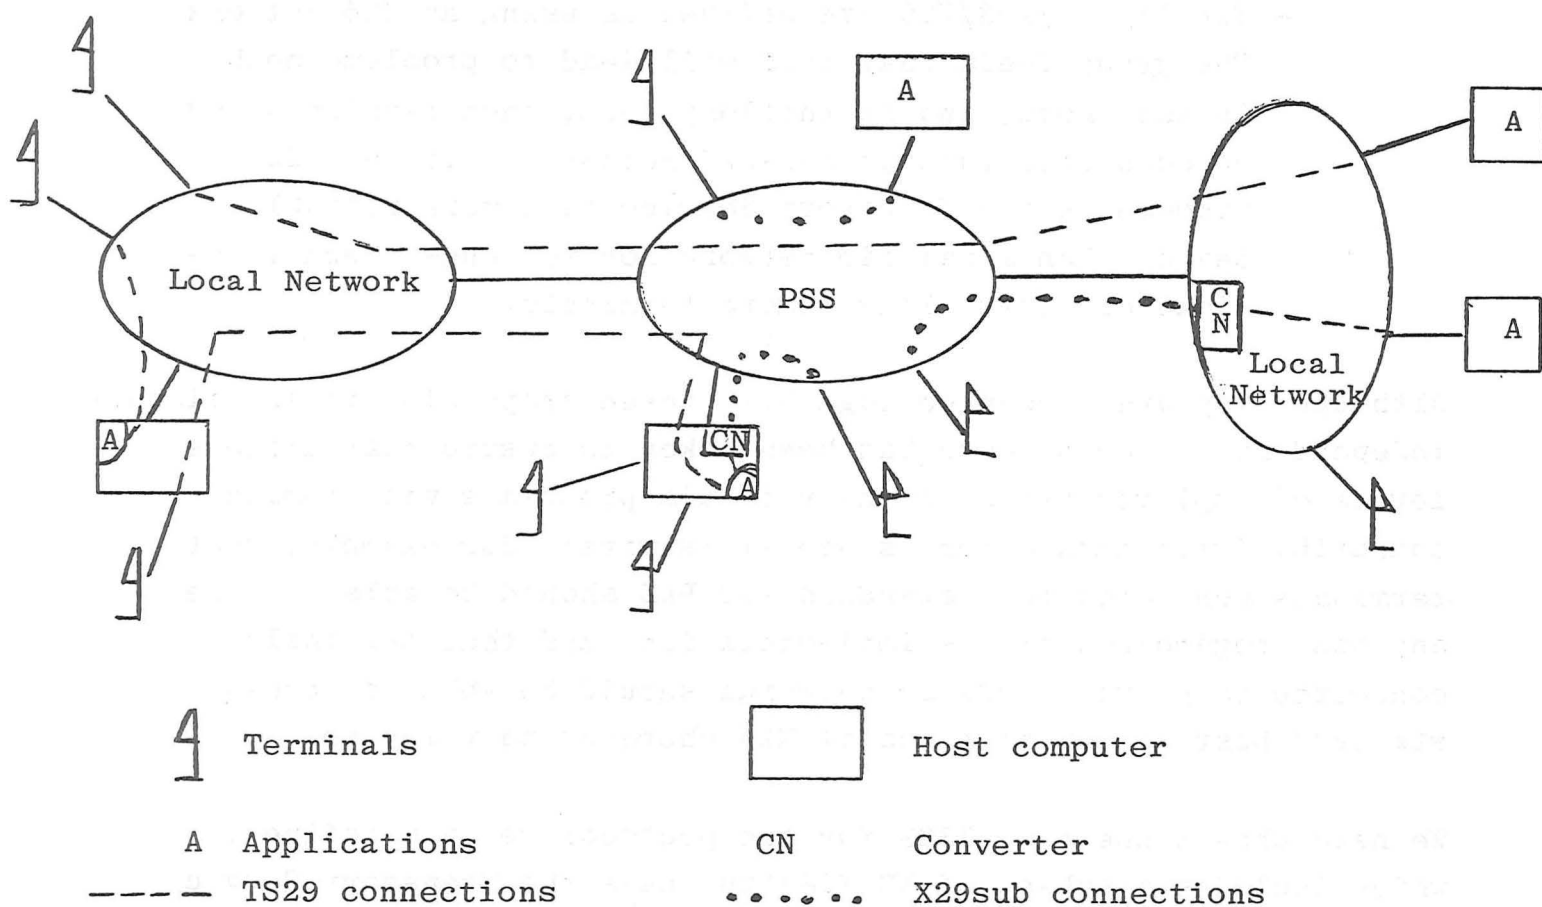 A
A
Local Network
PSS
C
N
A
Local
Network
A
CN
A
Terminals
Host computer
A Applications
CN Converter
TS29 connections
X29sub connections